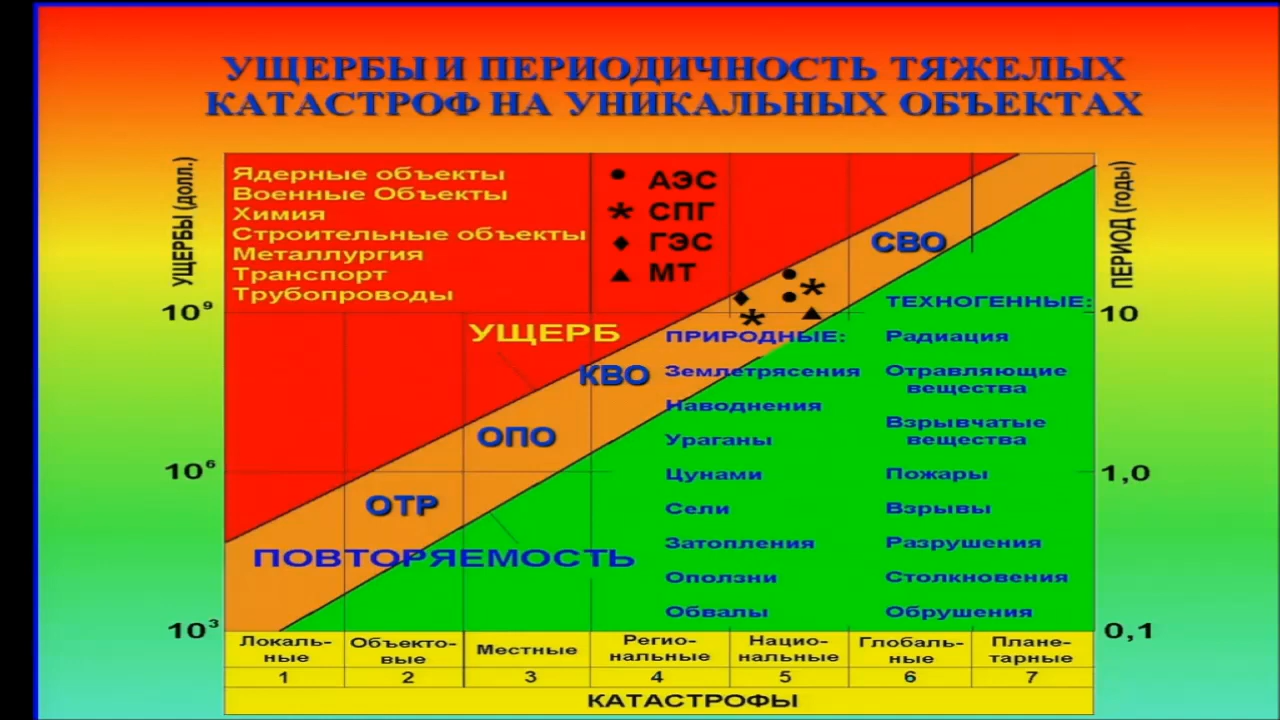 УЩЕРБЫ И ПЕРИОДИЧНОСТЬ ТЯЖЕЛЫХ
КАТАСТРОФ НА УНИКАЛЬНЫХ ОБЪЕКТАХ
УЩЕРБЫ (долл.)
ПЕРИОД (годы)
Ядерные объекты
Военные Объекты
Химия
Строительные объекты
Металлургия
Транспорт
Трубопроводы
АЭС
СПГ
ГЭС
МТ
СВО
10⁹
10
УЩЕРБ
КВО
ОПО
10⁶
1,0
ОТР
ПОВТОРЯЕМОСТЬ
10³
0,1
ПРИРОДНЫЕ:
Землетрясения
Наводнения
Ураганы
Цунами
Сели
Затопления
Оползни
Обвалы
ТЕХНОГЕННЫЕ:
Радиация
Отравляющие
вещества
Взрывчатые
вещества
Пожары
Взрывы
Разрушения
Столкновения
Обрушения
Локаль-
ные
Объекто-
вые
Местные
Регио-
нальные
Нацио-
нальные
Глобаль-
ные
Плане-
тарные
1 2 3 4 5 6 7
КАТАСТРОФЫ